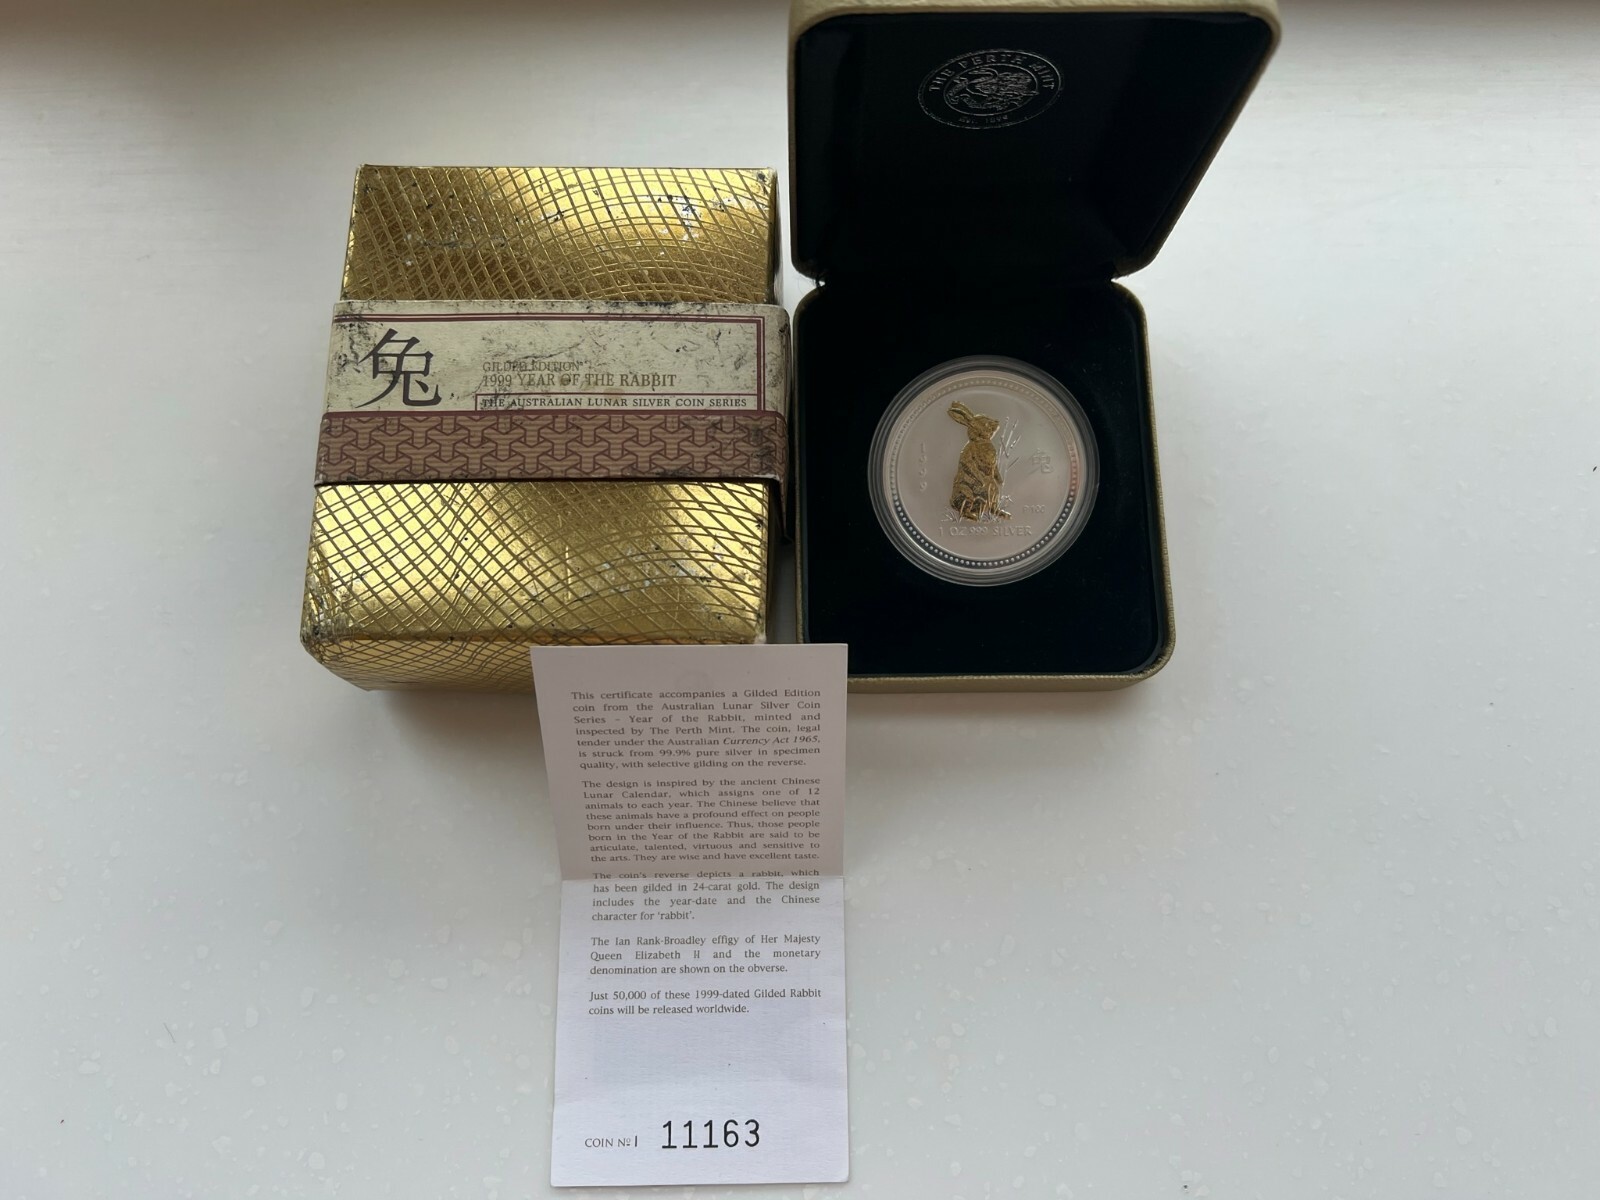 THE PERTH MINT
EST. 1899
兔
GILDED EDITION
1999 YEAR OF THE RABBIT
THE AUSTRALIAN LUNAR SILVER COIN SERIES
1999
兔
P100
1 OZ 999 SILVER
This certificate accompanies a Gilded Edition
coin from the Australian Lunar Silver Coin
Series – Year of the Rabbit, minted and
inspected by The Perth Mint. The coin, legal
tender under the Australian Currency Act 1965,
is struck from 99.9% pure silver in specimen
quality, with selective gilding on the reverse.
The design is inspired by the ancient Chinese
Lunar Calendar, which assigns one of 12
animals to each year. The Chinese believe that
these animals have a profound effect on people
born under their influence. Thus, those people
born in the Year of the Rabbit are said to be
articulate, talented, virtuous and sensitive to
the arts. They are wise and have excellent taste.
The coin's reverse depicts a rabbit, which
has been gilded in 24-carat gold. The design
includes the year-date and the Chinese
character for 'rabbit'.
The Ian Rank-Broadley effigy of Her Majesty
Queen Elizabeth II and the monetary
denomination are shown on the obverse.
Just 50,000 of these 1999-dated Gilded Rabbit
coins will be released worldwide.
COIN Nº 11163